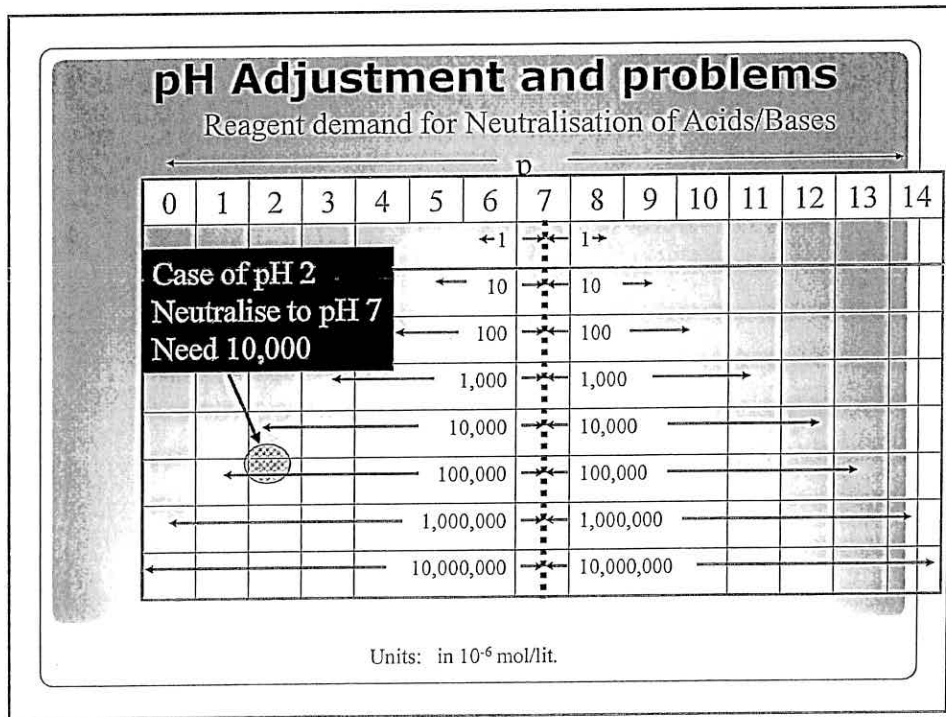 pH Adjustment and problems
Reagent demand for Neutralisation of Acids/Bases
p
0 1 2 3 4 5 6 7 8 9 10 11 12 13 14
1 1
Case of pH 2
Neutralise to pH 7
Need 10,000
10 10
100 100
1,000 1,000
10,000 10,000
100,000 100,000
1,000,000 1,000,000
10,000,000 10,000,000
Units: in 10⁻⁶ mol/lit.